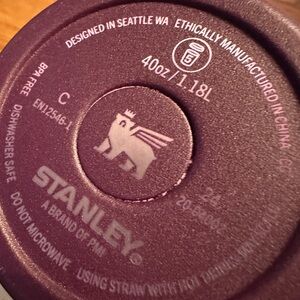 DESIGNED IN SEATTLE WA
ETHICALLY MANUFACTURED IN CHINA
40oz / 1.18L
BPA FREE
C
EN12546-1
DISHWASHER SAFE
STANLEY
A BRAND OF PMI
DO NOT MICROWAVE
24
USING STRAW WITH HOT